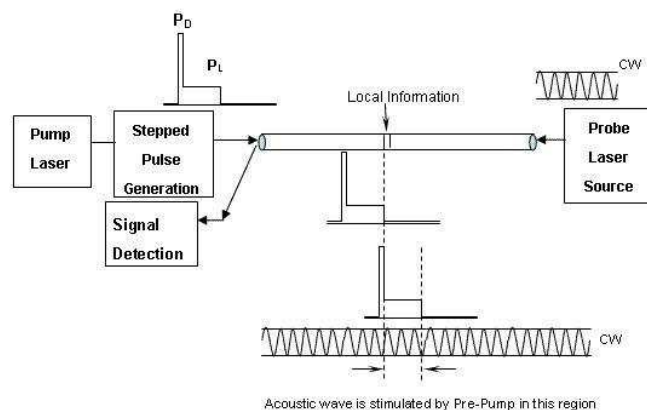 P_D
P_L
CW
Local Information
Pump
Laser
Stepped
Pulse
Generation
Probe
Laser
Source
Signal
Detection
CW
Acoustic wave is stimulated by Pre-Pump in this region